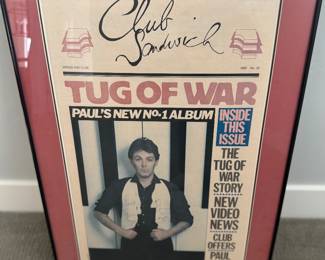 Club
Sandwich
TUG OF WAR
PAUL'S NEW No.1 ALBUM
INSIDE
THIS
ISSUE
THE
TUG OF
WAR
STORY
NEW
VIDEO
NEWS
CLUB
OFFERS
PAUL